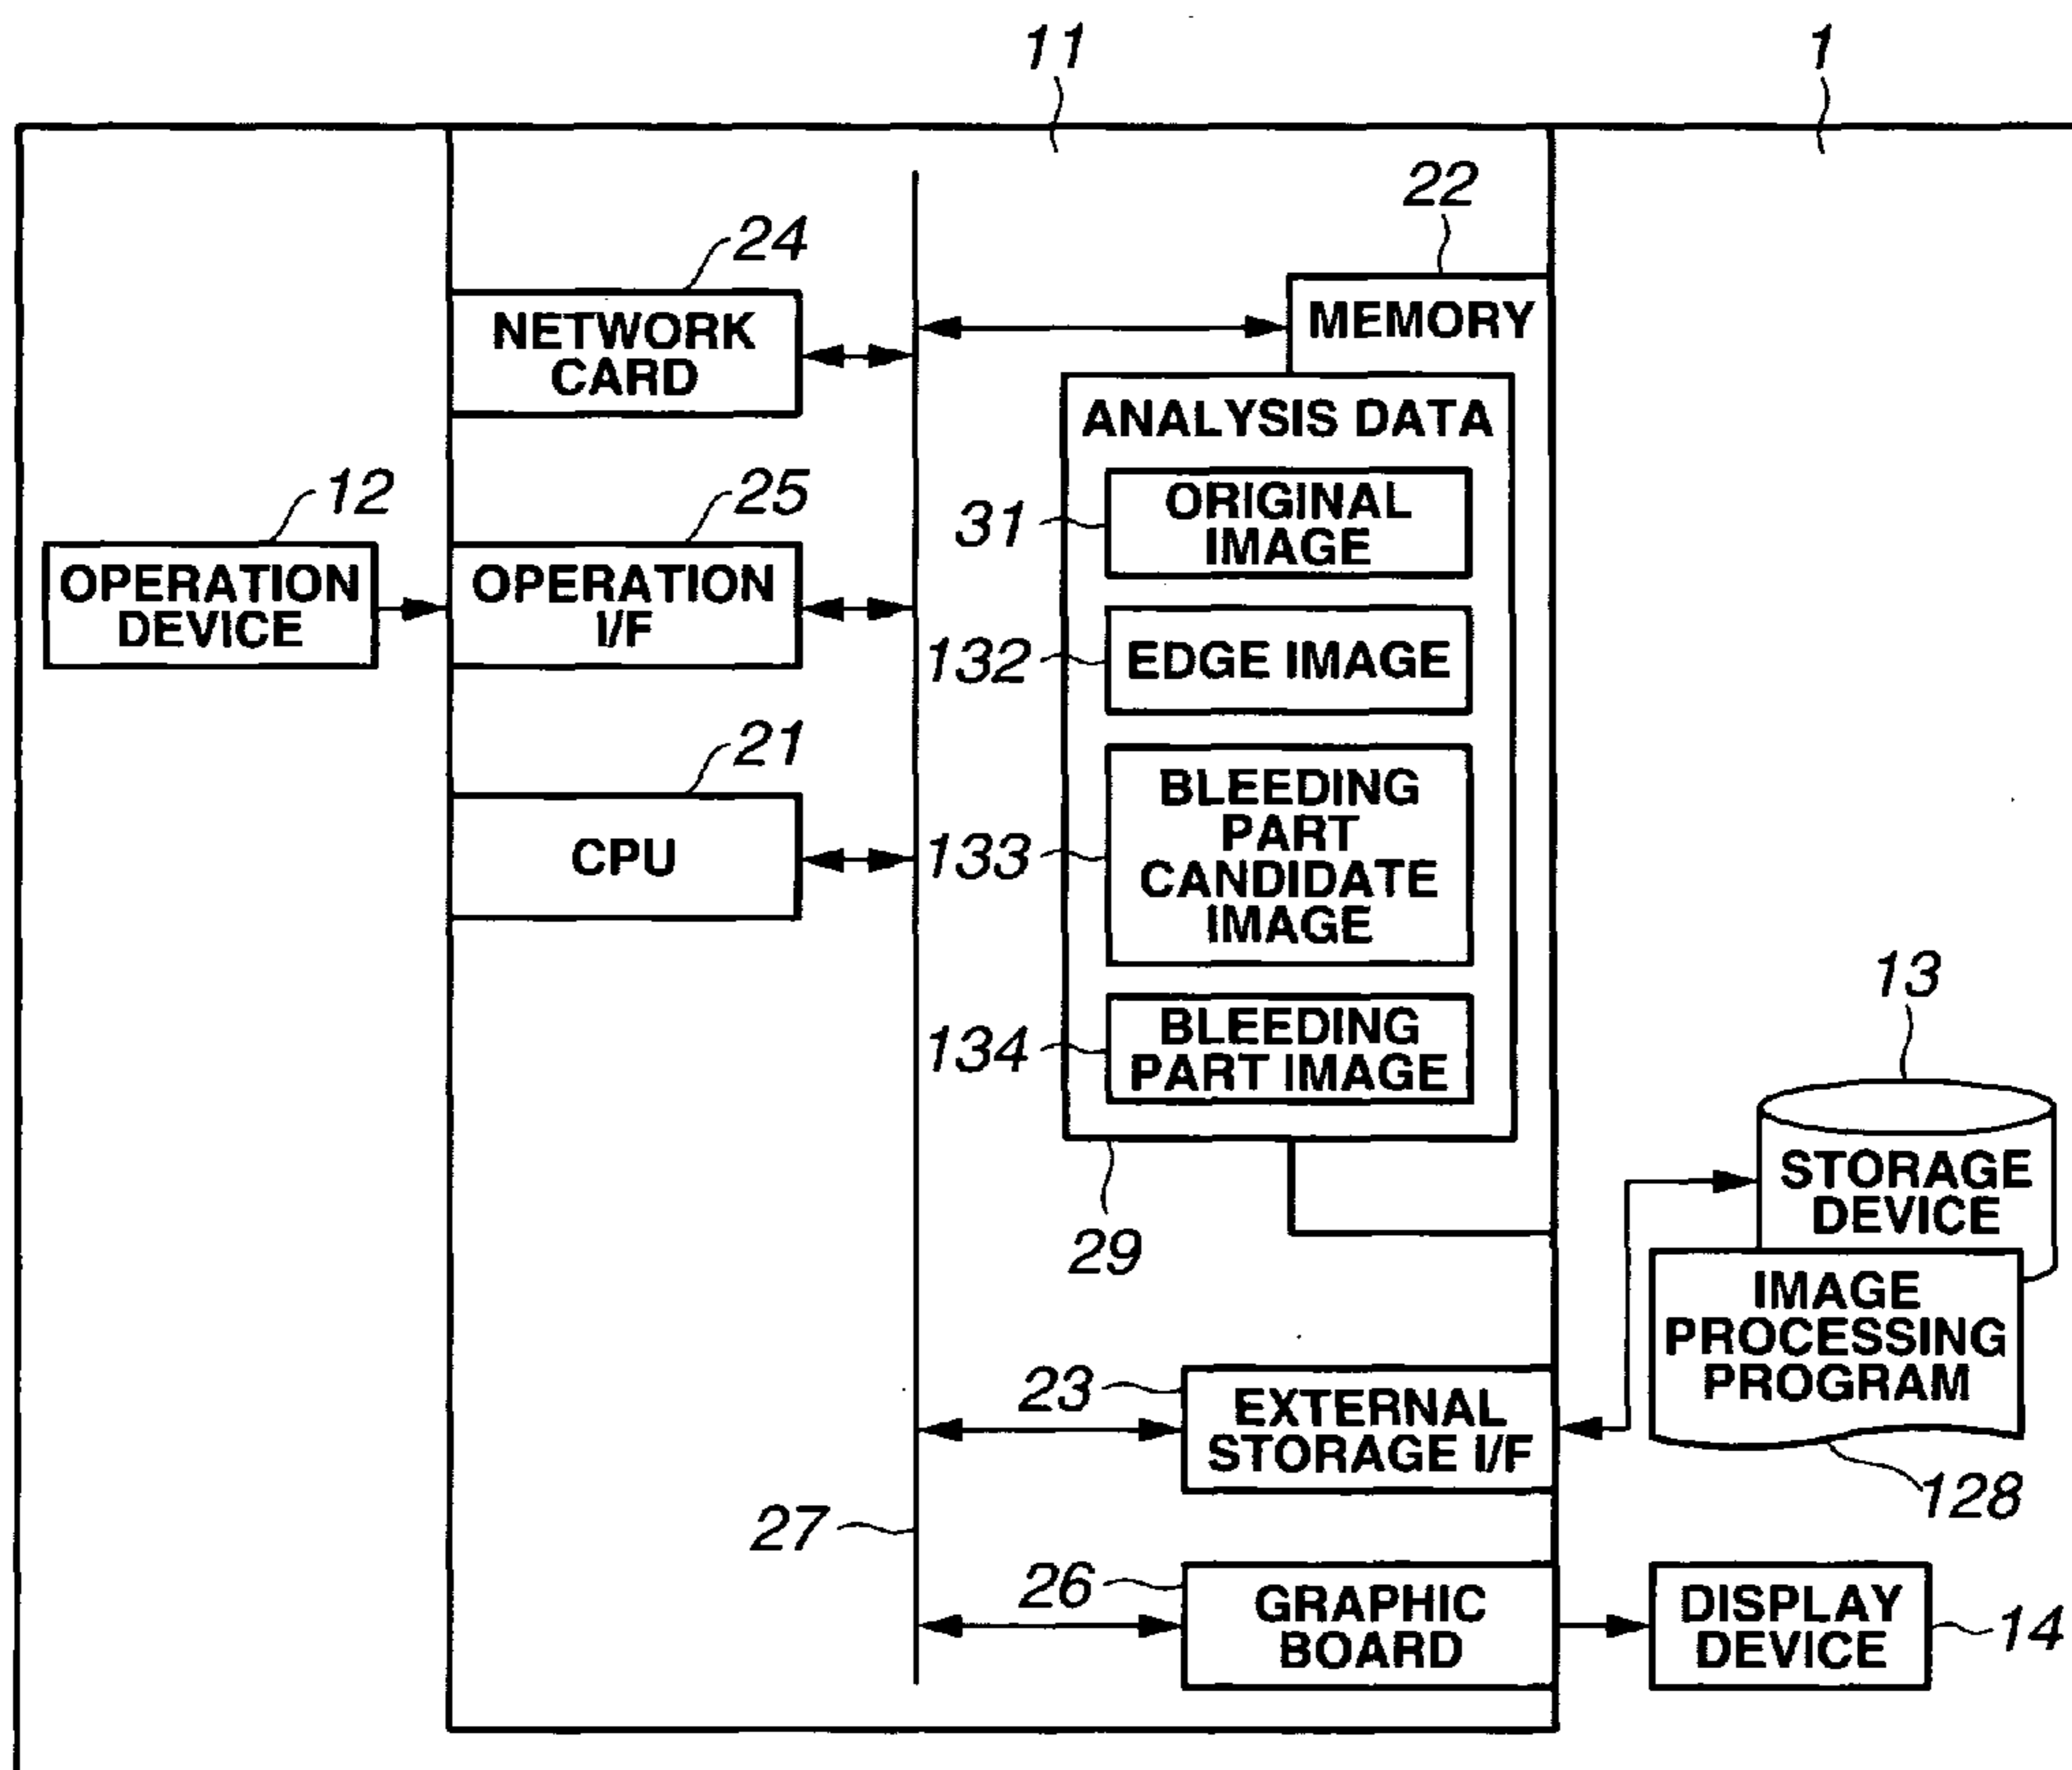 11
1
22
24
MEMORY
NETWORK
CARD
ANALYSIS DATA
12
25
31
ORIGINAL
IMAGE
OPERATION
DEVICE
OPERATION
I/F
132
EDGE IMAGE
21
CPU
133
BLEEDING
PART
CANDIDATE
IMAGE
13
134
BLEEDING
PART IMAGE
STORAGE
DEVICE
29
IMAGE
PROCESSING
PROGRAM
23
EXTERNAL
STORAGE I/F
128
27
26
GRAPHIC
BOARD
DISPLAY
DEVICE
14